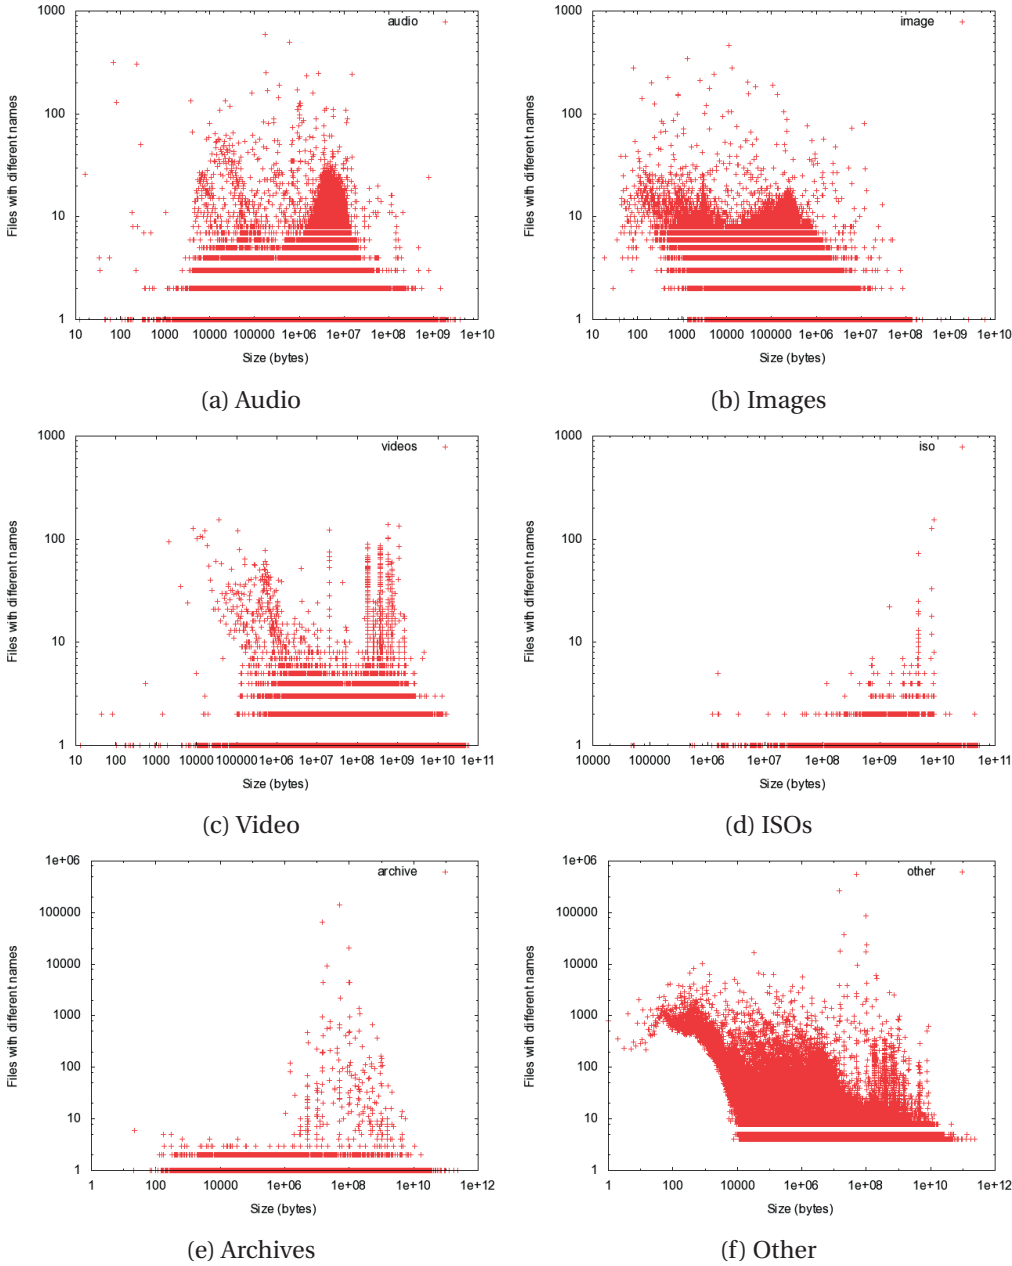 1000
100
10
1
10 100 1000 10000 100000 1e+06 1e+07 1e+08 1e+09 1e+10
Files with different names
Size (bytes)
audio
(a) Audio
1000
100
10
1
10 100 1000 10000 100000 1e+06 1e+07 1e+08 1e+09 1e+10
Files with different names
Size (bytes)
image
(b) Images
1000
100
10
1
10 100 1000 10000 100000 1e+06 1e+07 1e+08 1e+09 1e+10 1e+11
Files with different names
Size (bytes)
videos
(c) Video
1000
100
10
1
10000 100000 1e+06 1e+07 1e+08 1e+09 1e+10 1e+11
Files with different names
Size (bytes)
iso
(d) ISOs
1e+06
100000
10000
1000
100
10
1
1 100 10000 1e+06 1e+08 1e+10 1e+12
Files with different names
Size (bytes)
archive
(e) Archives
1e+06
100000
10000
1000
100
10
1
1 100 10000 1e+06 1e+08 1e+10 1e+12
Files with different names
Size (bytes)
other
(f) Other